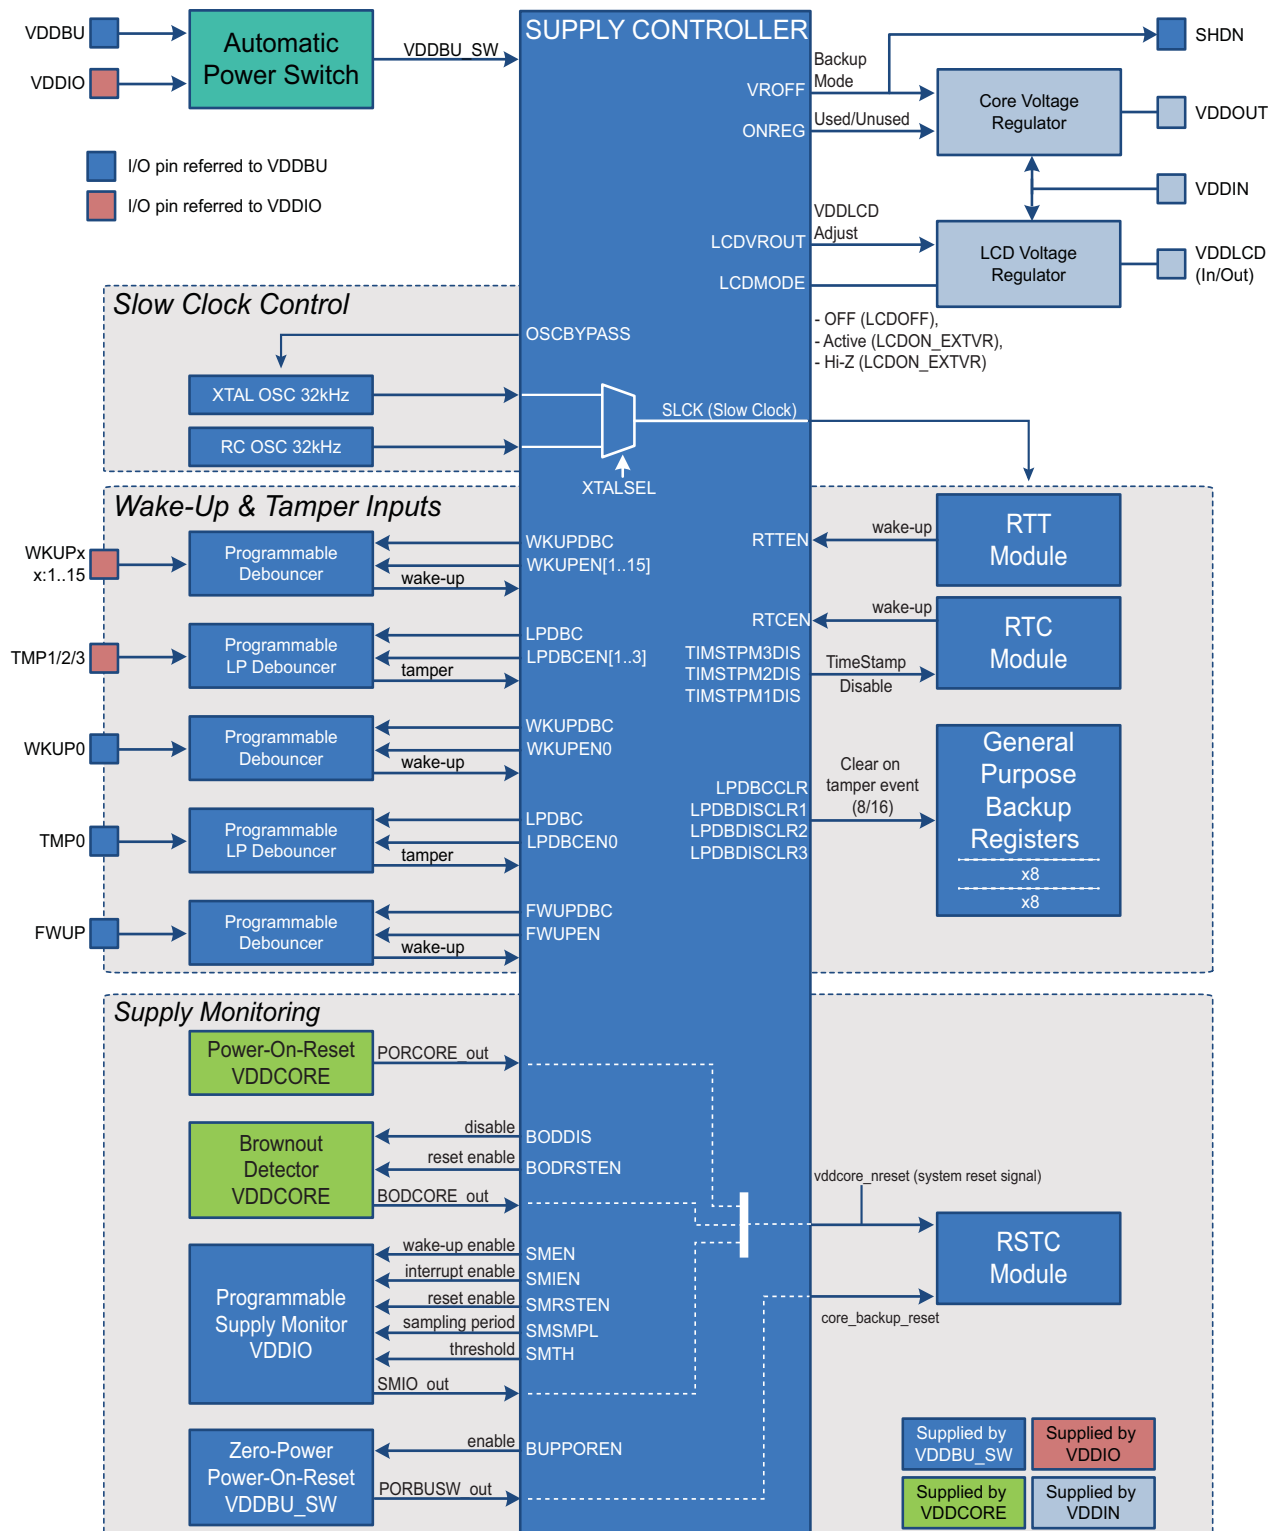 VDDBU
VDDIO
Automatic
Power Switch
VDDBU_SW
SUPPLY CONTROLLER
I/O pin referred to VDDBU
I/O pin referred to VDDIO
Backup
Mode
VROFF
Used/Unused
ONREG
Core Voltage
Regulator
SHDN
VDDOUT
VDDIN
VDDLCD
Adjust
LCDVROUT
LCDMODE
LCD Voltage
Regulator
VDDLCD
(In/Out)
- OFF (LCDOFF),
- Active (LCDON_EXTVR),
- Hi-Z (LCDON_EXTVR)
Slow Clock Control
OSCBYPASS
XTAL OSC 32kHz
RC OSC 32kHz
SLCK (Slow Clock)
XTALSEL
Wake-Up & Tamper Inputs
WKUPx
x:1..15
Programmable
Debouncer
WKUPDBC
WKUPEN[1..15]
wake-up
TMP1/2/3
Programmable
LP Debouncer
LPDBC
LPDBCEN[1..3]
tamper
WKUP0
Programmable
Debouncer
WKUPDBC
WKUPEN0
wake-up
TMP0
Programmable
LP Debouncer
LPDBC
LPDBCEN0
tamper
FWUP
Programmable
Debouncer
FWUPDBC
FWUPEN
wake-up
RTTEN
wake-up
RTT
Module
RTCEN
wake-up
RTC
Module
TIMSTPM3DIS
TIMSTPM2DIS
TIMSTPM1DIS
TimeStamp
Disable
LPDBCCLR
LPDBDISCLR1
LPDBDISCLR2
LPDBDISCLR3
Clear on
tamper event
(8/16)
General
Purpose
Backup
Registers
x8
x8
Supply Monitoring
Power-On-Reset
VDDCORE
PORCORE_out
Brownout
Detector
VDDCORE
disable
BODDIS
reset enable
BODRSTEN
BODCORE_out
Programmable
Supply Monitor
VDDIO
wake-up enable
SMEN
interrupt enable
SMIEN
reset enable
SMRSTEN
sampling period
SMSMPL
threshold
SMTH
SMIO_out
Zero-Power
Power-On-Reset
VDDBU_SW
enable
BUPPOREN
PORBUSW_out
vddcore_nreset (system reset signal)
RSTC
Module
core_backup_reset
Supplied by
VDDBU_SW
Supplied by
VDDIO
Supplied by
VDDCORE
Supplied by
VDDIN